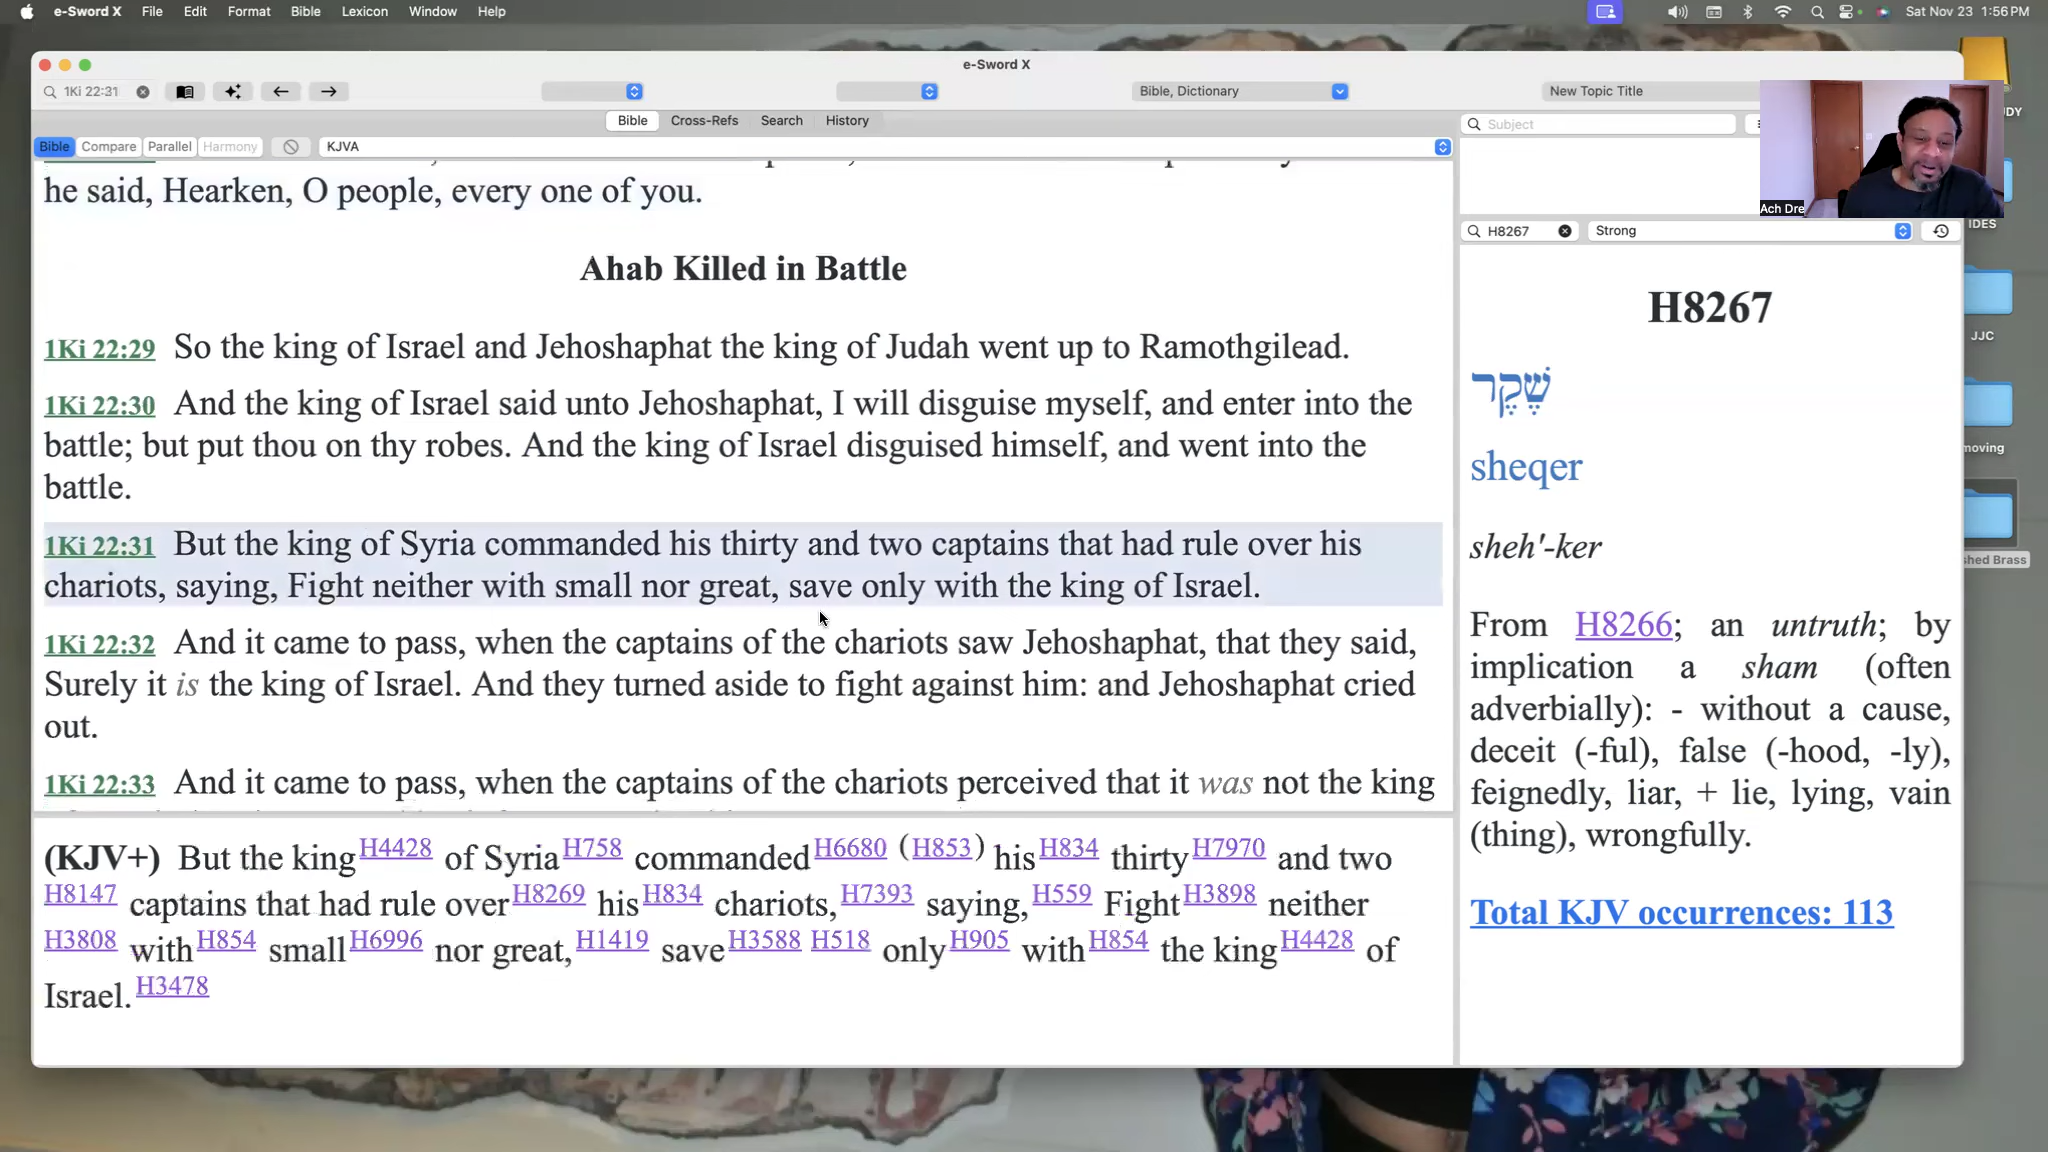 e-Sword X File Edit Format Bible Lexicon Window Help
Sat Nov 23 1:56 PM
e-Sword X
1Ki 22:31
Bible, Dictionary
New Topic Title
Bible Cross-Refs Search History
Subject
Bible Compare Parallel Harmony
KJVA
he said, Hearken, O people, every one of you.
Ahab Killed in Battle
1Ki 22:29 So the king of Israel and Jehoshaphat the king of Judah went up to Ramothgilead.
1Ki 22:30 And the king of Israel said unto Jehoshaphat, I will disguise myself, and enter into the
battle; but put thou on thy robes. And the king of Israel disguised himself, and went into the
battle.
1Ki 22:31 But the king of Syria commanded his thirty and two captains that had rule over his
chariots, saying, Fight neither with small nor great, save only with the king of Israel.
1Ki 22:32 And it came to pass, when the captains of the chariots saw Jehoshaphat, that they said,
Surely it is the king of Israel. And they turned aside to fight against him: and Jehoshaphat cried
out.
1Ki 22:33 And it came to pass, when the captains of the chariots perceived that it was not the king
(KJV+) But the king H4428 of Syria H758 commanded H6680 (H853) his H834 thirty H7970 and two
H8147 captains that had rule over H8269 his H834 chariots, H7393 saying, H559 Fight H3898 neither
H3808 with H854 small H6996 nor great, H1419 save H3588 H518 only H905 with H854 the king H4428 of
Israel. H3478
H8267
Strong
H8267
שֶׁקֶר
sheqer
sheh'-ker
From H8266; an untruth; by
implication a sham (often
adverbially): - without a cause,
deceit (-ful), false (-hood, -ly),
feignedly, liar, + lie, lying, vain
(thing), wrongfully.
Total KJV occurrences: 113
Ach Dre
DY
IDES
JJC
moving
shed Brass